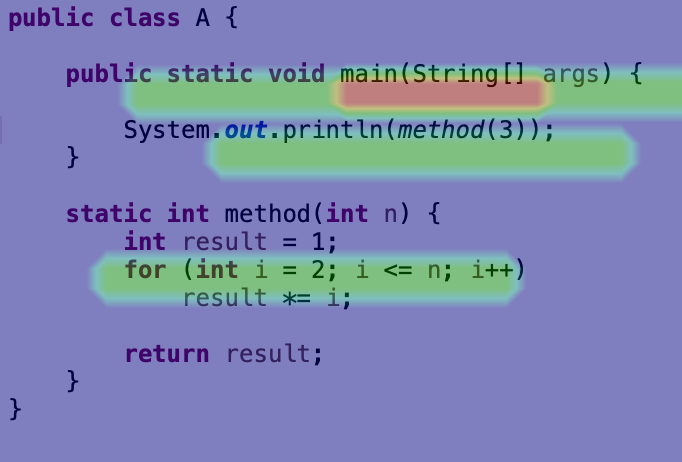 public class A {
public static void main(String[] args) {
System.out.println(method(3));
}
static int method(int n) {
int result = 1;
for (int i = 2; i <= n; i++)
result *= i;
return result;
}
}